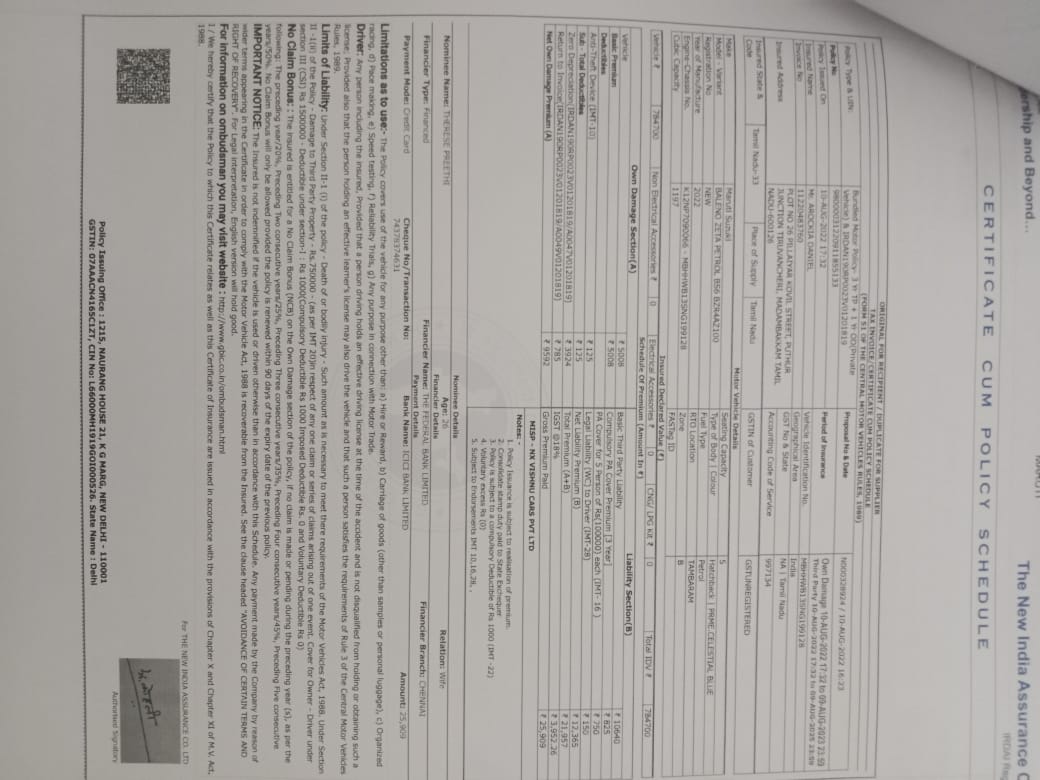 ership and Beyond...
The New India Assurance C
IRDAI Reg
CERTIFICATE CUM POLICY SCHEDULE
ORIGINAL FOR RECIPIENT / DUPLICATE FOR SUPPLIER
TAX INVOICE/CERTIFICATE CUM POLICY SCHEDULE
(FORM 51 OF THE CENTRAL MOTOR VEHICLES RULES, 1989)
Policy Type & UIN Bundled Motor Policy- 3 Yr TP + 1 Yr OD(Private Vehicle) & IRDAN190RP0023V01201819 Proposal No & Date
Policy No. Period of Insurance Own Damage 10-AUG-2022 17:32 to 09-AUG-2023 23:59
Third Party 10-AUG-2022 17:32 to 09-AUG-2025 23:59
Policy Issued On 10-AUG-2022 17:32 Vehicle Identification No. MBHHWB13SNG199128
Insured Name Mr. AROCKIA DANIEL Geographical Area India
Invoice No 11220483760 GST No & State NA | Tamil Nadu
Insured Address PLOT NO 26 PILLAIYAR KOVIL STREET, PUTHUR JUNCTION TIRUVANCHERI, MADAMBAKKAM TAMIL NADU-600126 Accounting Code of Service 997134
Insured State & Code Tamil Nadu-33 Place of Supply Tamil Nadu GSTIN of Customer GSTUNREGISTERED
Motor Vehicle Details
Make Maruti Suzuki Seating Capacity 5
Model - Variant BALENO ZETA PETROL BS6 BZR4AZ100 Type of Body | Colour Hatchback | PRIME CELESTIAL BLUE
Registration No. NEW Fuel Type Petrol
Year of Manufacture 2022 RTO Location TAMBARAM
Engine-Chassis No. K12NP7090066 - MBHHWB13SNG199128 Zone B
Cubic Capacity 1197 FASTag ID
Insured Declared Value (₹)
Vehicle ₹ 784700 Non Electrical Accessories ₹ 0 Electrical Accessories ₹ 0 CNG/ LPG Kit ₹ 0 Total IDV ₹ 784700
Schedule Of Premium (Amount In ₹)
Own Damage Section(A) Liability Section(B)
Vehicle ₹ 5008 Basic Third Party Liability ₹ 10640
Basic Premium ₹ 5008 Compulsory PA Cover Premium [3 Year] ₹ 825
Deductibles PA Cover for 5 Person of Rs(100000) each (IMT- 16 ) ₹ 750
Anti-Theft Device (IMT-10) ₹ 125 Legal Liability (WC) to Driver (IMT-28) ₹ 150
Sub : Total Deductibles ₹ 125 Net Liability Premium (B) ₹ 12,365
Zero Depreciation(IRDAN190RP0023V01201819/A0047V01201819) ₹ 3924 Total Premium (A+B) ₹ 21,957
Return to Invoice(IRDAN190RP0023V01201819/A0049V01201819) ₹ 785 IGST @18% ₹ 3,952.26
Net Own Damage Premium (A) ₹ 9592 Gross Premium Paid ₹ 25,909
MISP- NX VISHNU CARS PVT LTD
Notes: -
1. Policy Issuance is subject to realisation of premium.
2. Consolidate stamp duty paid to State Exchequer
3. Policy is subject to a compulsory Deductible of Rs 1000 (IMT -22)
4. Voluntary excess Rs (0)
5. Subject to Endorsements IMT 10,16,28, ,
Nominee Details
Nominee Name: THERESE PREETHI Age: 26 Relation: Wife
Financier Details
Financier Type: Financed Financier Name: THE FEDERAL BANK LIMITED Financier Branch: CHENNAI
Payment Details
Payment Mode: Credit Card Cheque No/Transaction No: 74378374631 Bank Name: ICICI BANK LIMITED Amount: 25,909
Limitations as to use:- The Policy covers use of the vehicle for any purpose other than: a) Hire or Reward, b) Carriage of goods (other than samples or personal luggage), c) Organized
racing, d) Pace making, e) Speed testing, f) Reliability Trials, g) Any purpose in connection with Motor Trade.
Driver: Any person including the insured, Provided that a person driving holds an effective driving license at the time of the accident and is not disqualified from holding or obtaining such a
license. Provided also that the person holding an effective learner's license may also drive the vehicle and that such a person satisfies the requirements of Rule 3 of the Central Motor Vehicles
Rules, 1989.
Limits of Liability: Under Section II-1 (i) of the policy - Death of or bodily injury - Such amount as is necessary to meet there requirements of the Motor Vehicles Act, 1988. Under Section
II -1(ii) of the Policy - Damage to Third Party Property - Rs.750000 - (as per IMT 20)In respect of any one claim or series of claims arising out of one event. Cover for Owner - Driver under
section III (CSI) Rs 1500000 - Deductible under section-I : Rs 1000(Compulsory Deductible Rs 1000 Imposed Deductible Rs. 0 and Voluntary Deductible Rs 0)
No Claim Bonus: : The insured is entitled for a No Claim Bonus (NCB) on the Own Damage section of the policy, if no claim is made or pending during the preceding year (s), as per the
following: The preceding year/20%, Preceding Two consecutive years/25%, Preceding Three consecutive years/35%, Preceding Four consecutive years/45%, Preceding Five consecutive
years/50%. No Claim Bonus will only be allowed provided the policy is renewed within 90 days of the expiry date of the previous policy.
IMPORTANT NOTICE: The Insured is not indemnified if the vehicle is used or driven otherwise than in accordance with this Schedule. Any payment made by the Company by reason of
wider terms appearing in the Certificate in order to comply with the Motor Vehicle Act, 1988 is recoverable from the Insured. See the clause headed "AVOIDANCE OF CERTAIN TERMS AND
RIGHT OF RECOVERY". For Legal interpretation, English version will hold good.
For information on ombudsman you may visit website : http://www.gbic.co.in/ombudsman.html
I / We hereby certify that the Policy to which this Certificate relates as well as this Certificate of Insurance are issued in accordance with the provisions of Chapter X and Chapter XI of M.V. Act,
1988.
For THE NEW INDIA ASSURANCE CO. LTD
Authorised Signatory
Policy Issuing Office : 1215, NAURANG HOUSE 21, K G MARG, NEW DELHI - 110001
GSTIN: 07AAACN4165C1ZT, CIN No: L66000MH1919GOI000526. State Name : Delhi